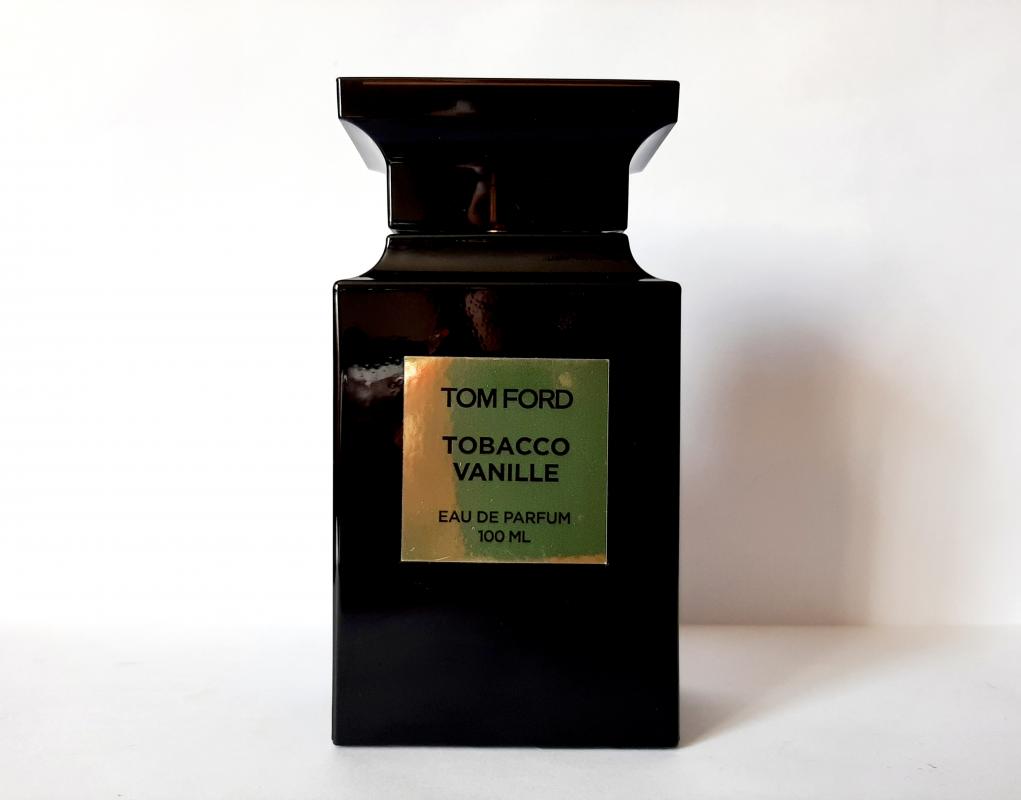 TOM FORD
TOBACCO
VANILLE
EAU DE PARFUM
100 ML